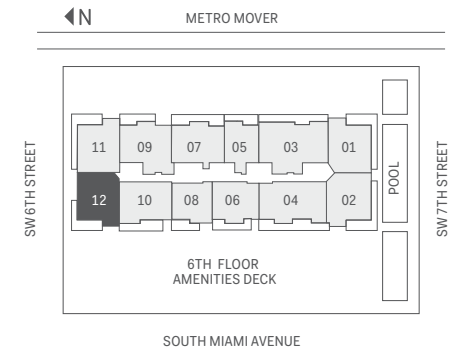 N
METRO MOVER
SW 6TH STREET
SW 7TH STREET
11 09 07 05 03 01
POOL
12 10 08 06 04 02
6TH FLOOR
AMENITIES DECK
SOUTH MIAMI AVENUE